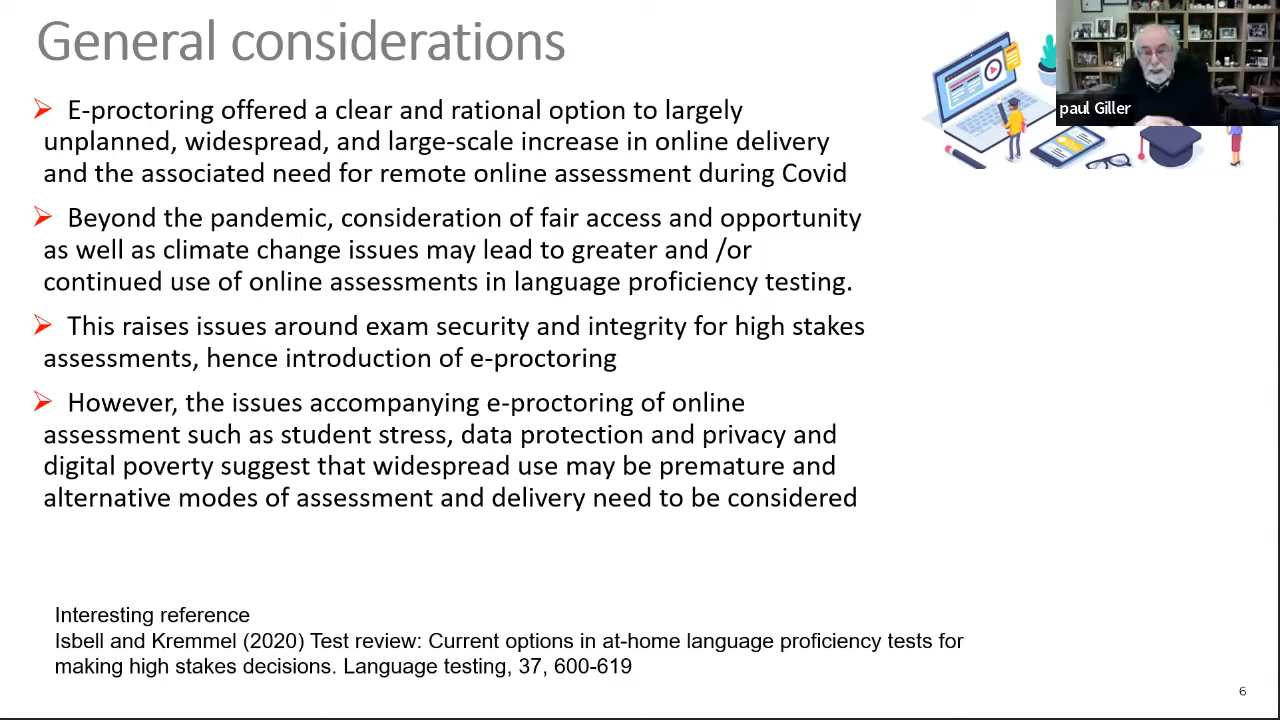 General considerations
paul Giller
➢ E-proctoring offered a clear and rational option to largely
unplanned, widespread, and large-scale increase in online delivery
and the associated need for remote online assessment during Covid
➢ Beyond the pandemic, consideration of fair access and opportunity
as well as climate change issues may lead to greater and /or
continued use of online assessments in language proficiency testing.
➢ This raises issues around exam security and integrity for high stakes
assessments, hence introduction of e-proctoring
➢ However, the issues accompanying e-proctoring of online
assessment such as student stress, data protection and privacy and
digital poverty suggest that widespread use may be premature and
alternative modes of assessment and delivery need to be considered
Interesting reference
Isbell and Kremmel (2020) Test review: Current options in at-home language proficiency tests for
making high stakes decisions. Language testing, 37, 600-619
6